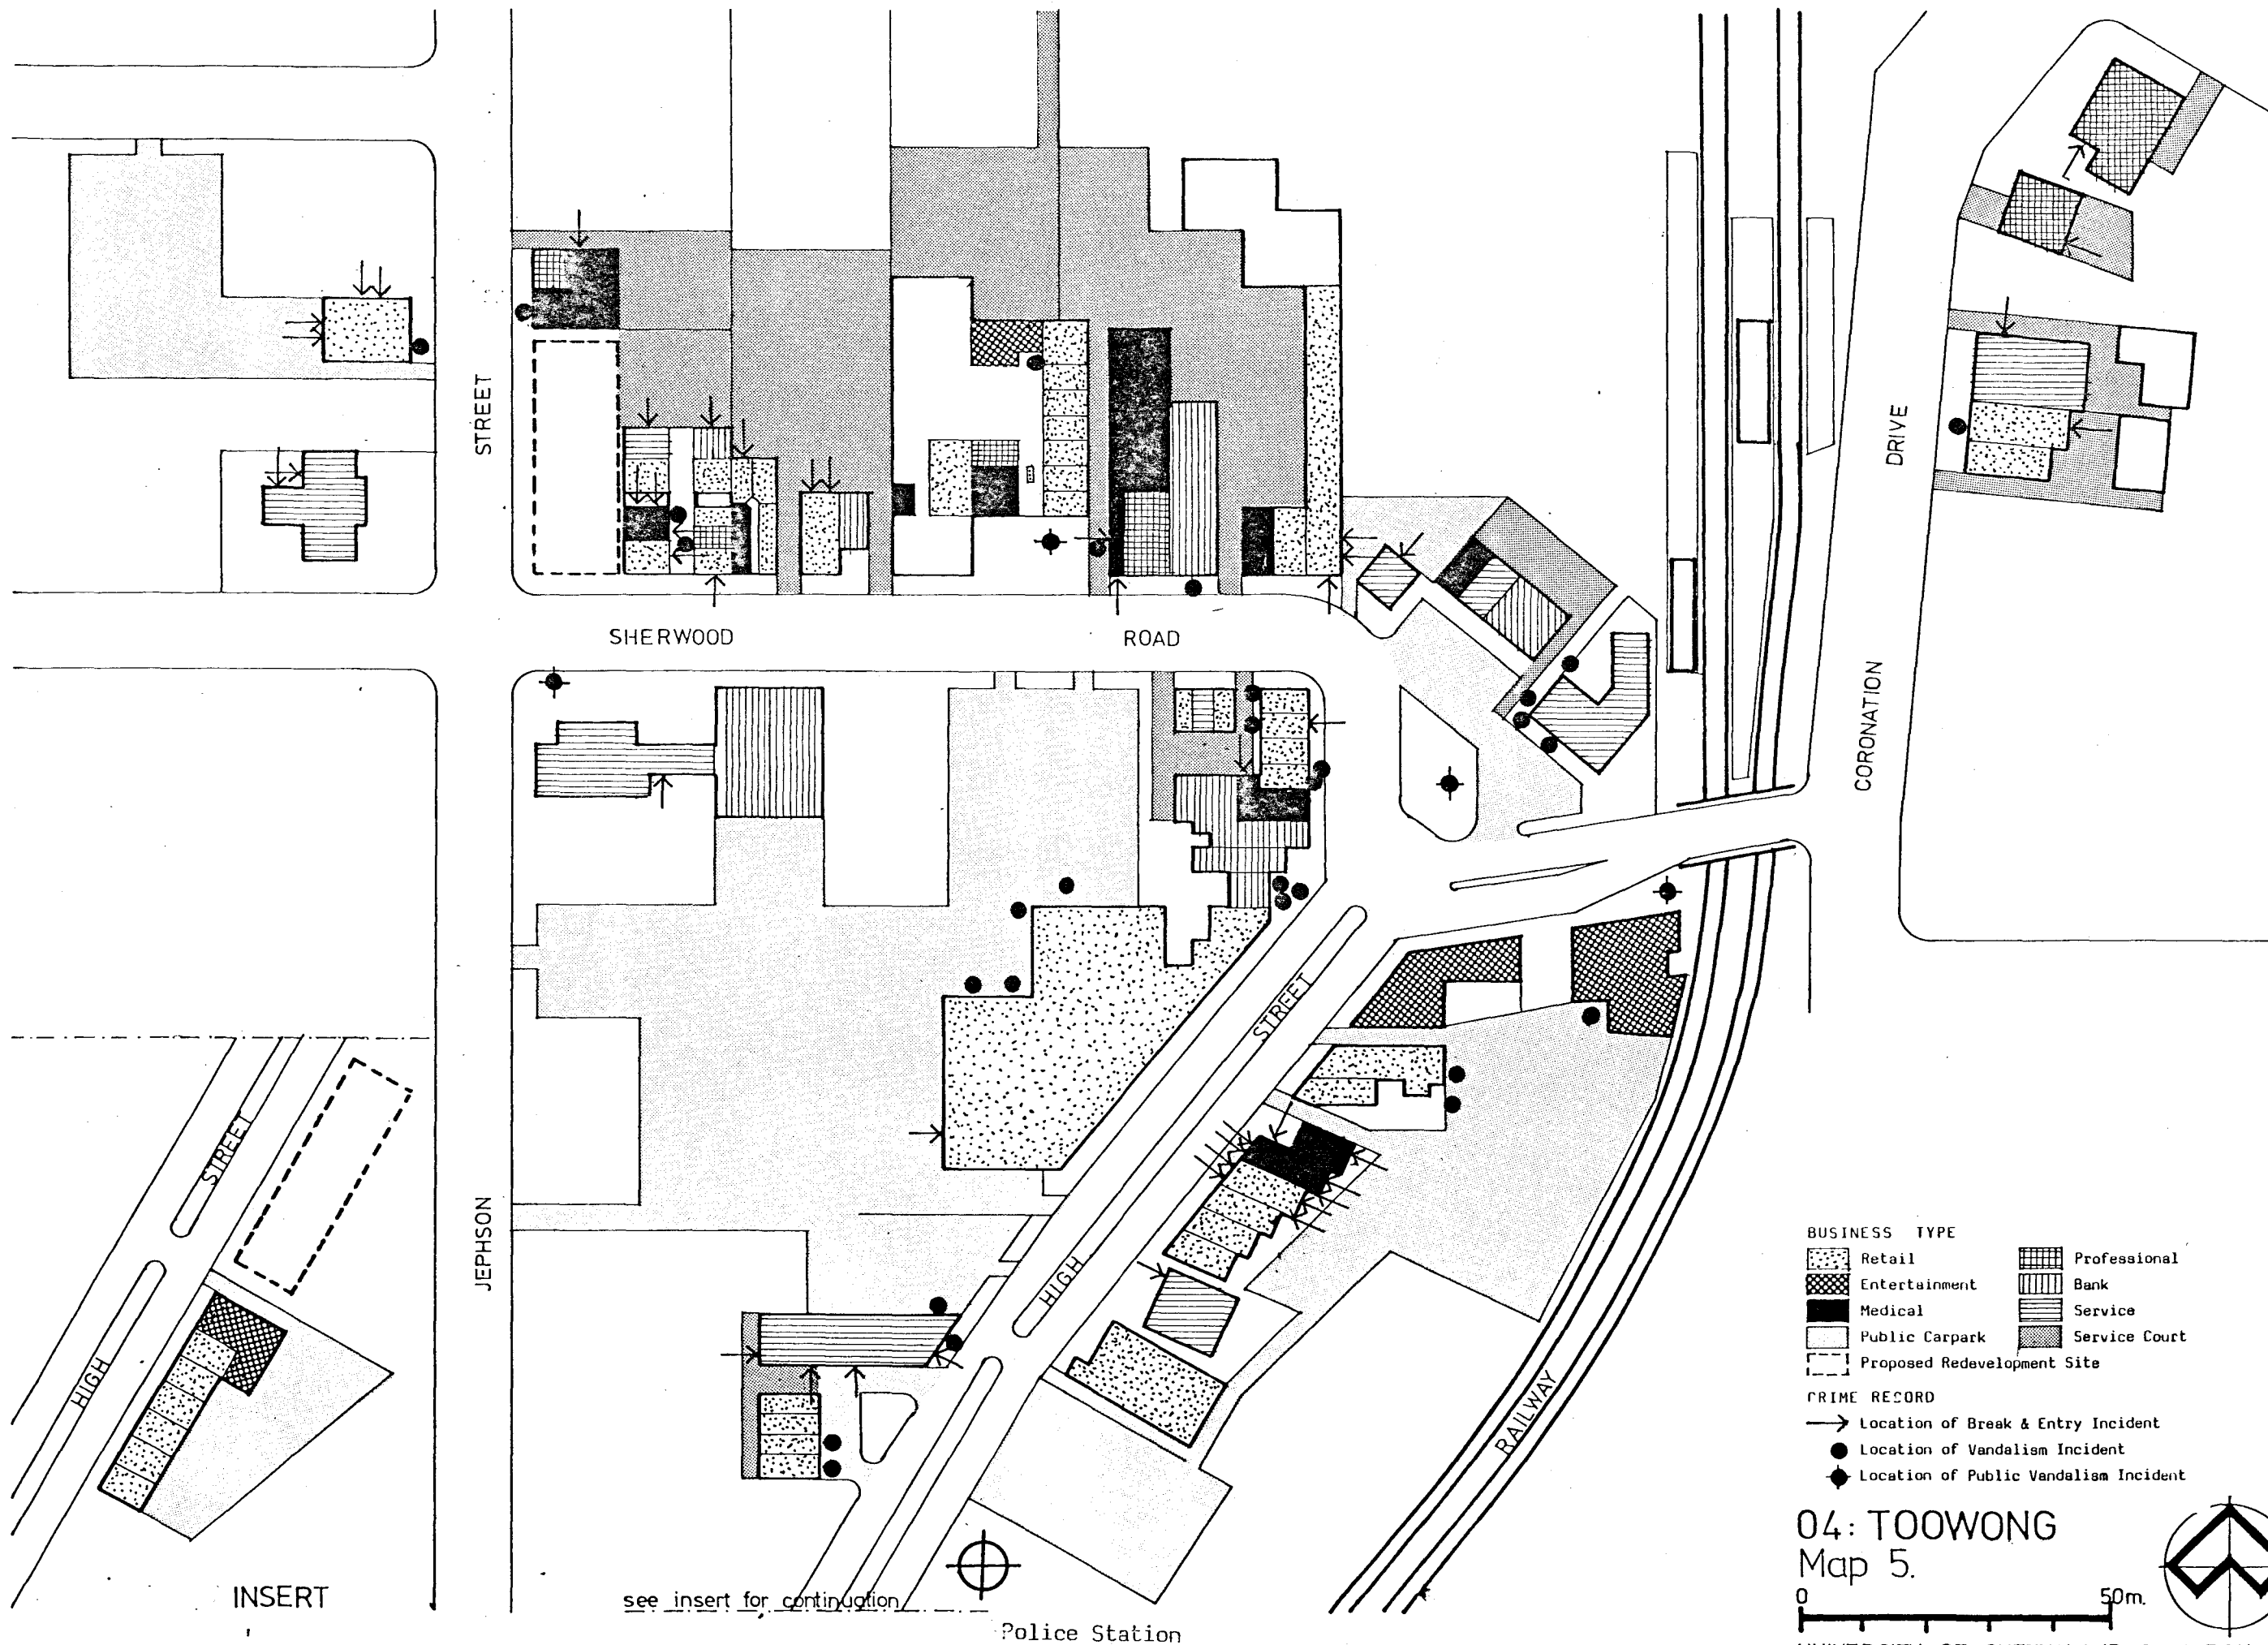 STREET
SHERWOOD ROAD
DRIVE
CORONATION
STREET
STREET
JEPHSON
HIGH
HIGH
RAILWAY
INSERT
see insert for continuation
Police Station
BUSINESS TYPE
Retail
Professional
Entertainment
Bank
Medical
Service
Public Carpark
Service Court
Proposed Redevelopment Site
CRIME RECORD
Location of Break & Entry Incident
Location of Vandalism Incident
Location of Public Vandalism Incident
04: TOOWONG
Map 5.
0 50m.